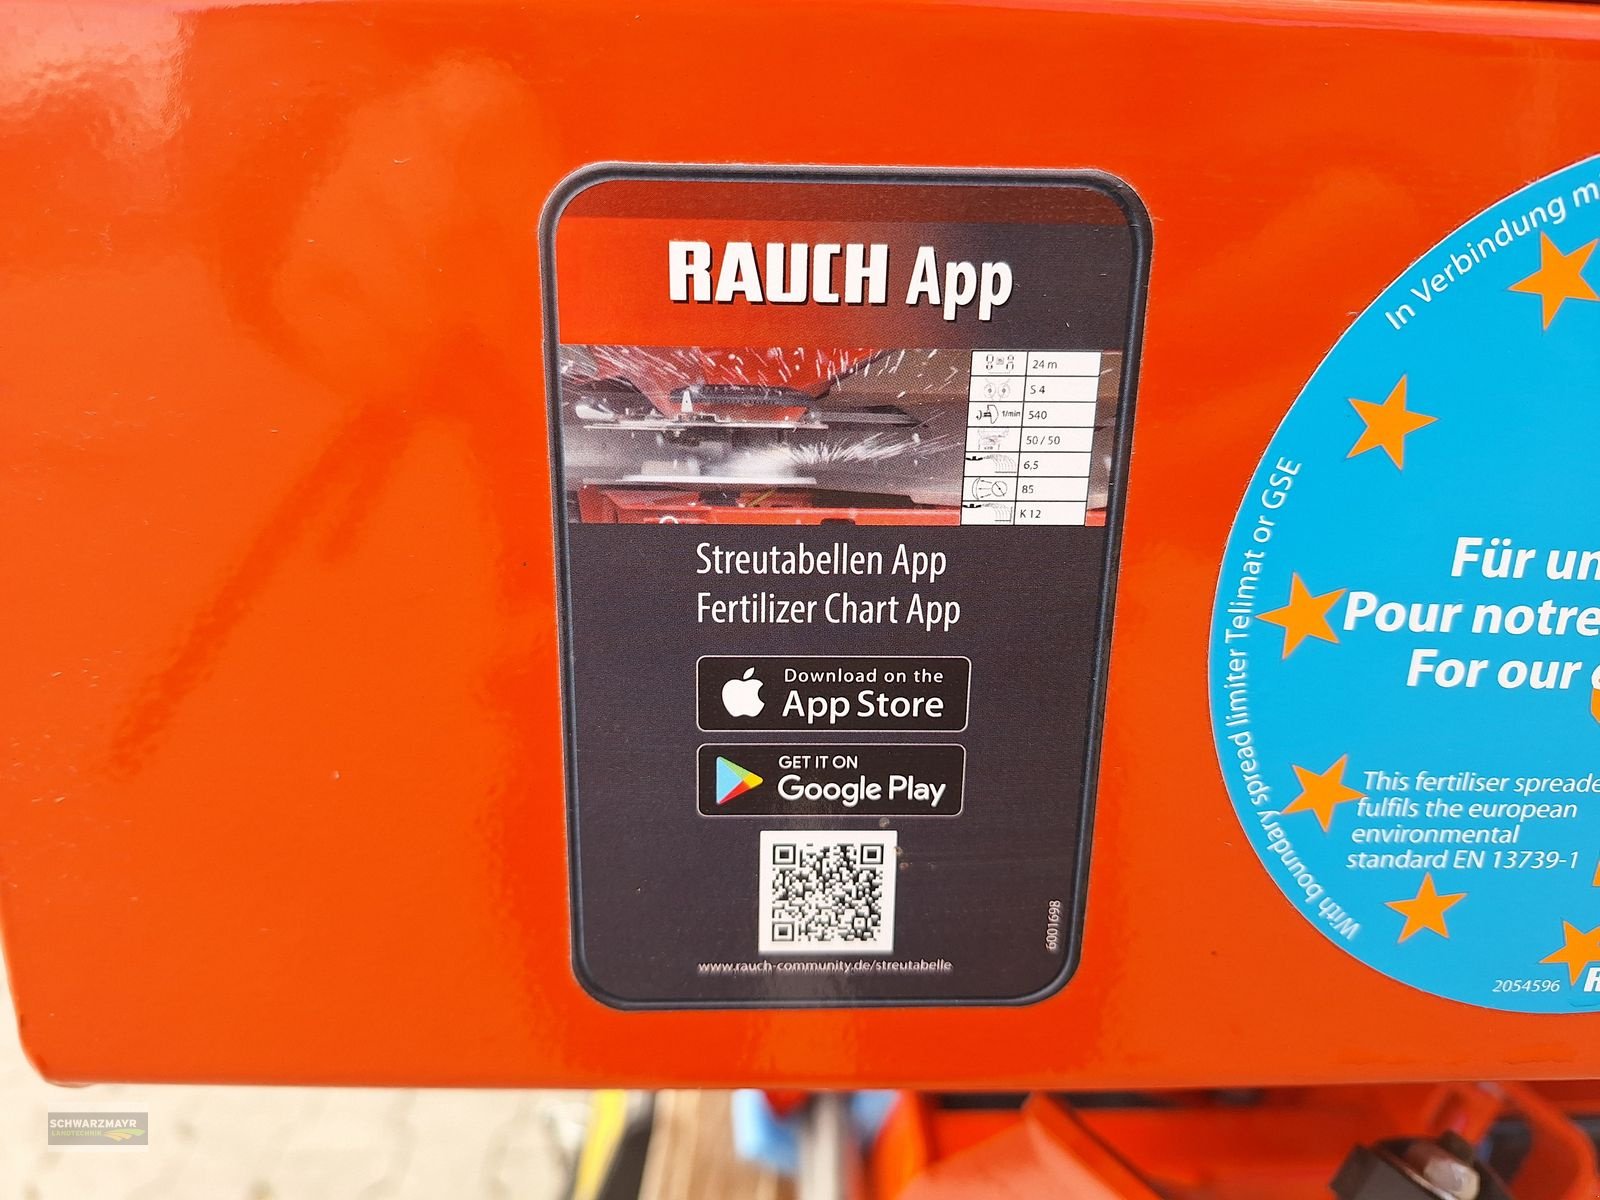 RAUCH App
24 m
S 4
1/min 540
50 / 50
6,5
85
K 12
Streutabellen App
Fertilizer Chart App
Download on the
App Store
GET IT ON
Google Play
www.rauch-community.de/streutabelle
6001698
In Verbindung
With boundary spread limiter Telimat or GSE
Für
Pour notre
For our
This fertiliser
fulfils the european
environmental
standard EN 13739-1
2054596
SCHWARZMAYR
LANDTECHNIK